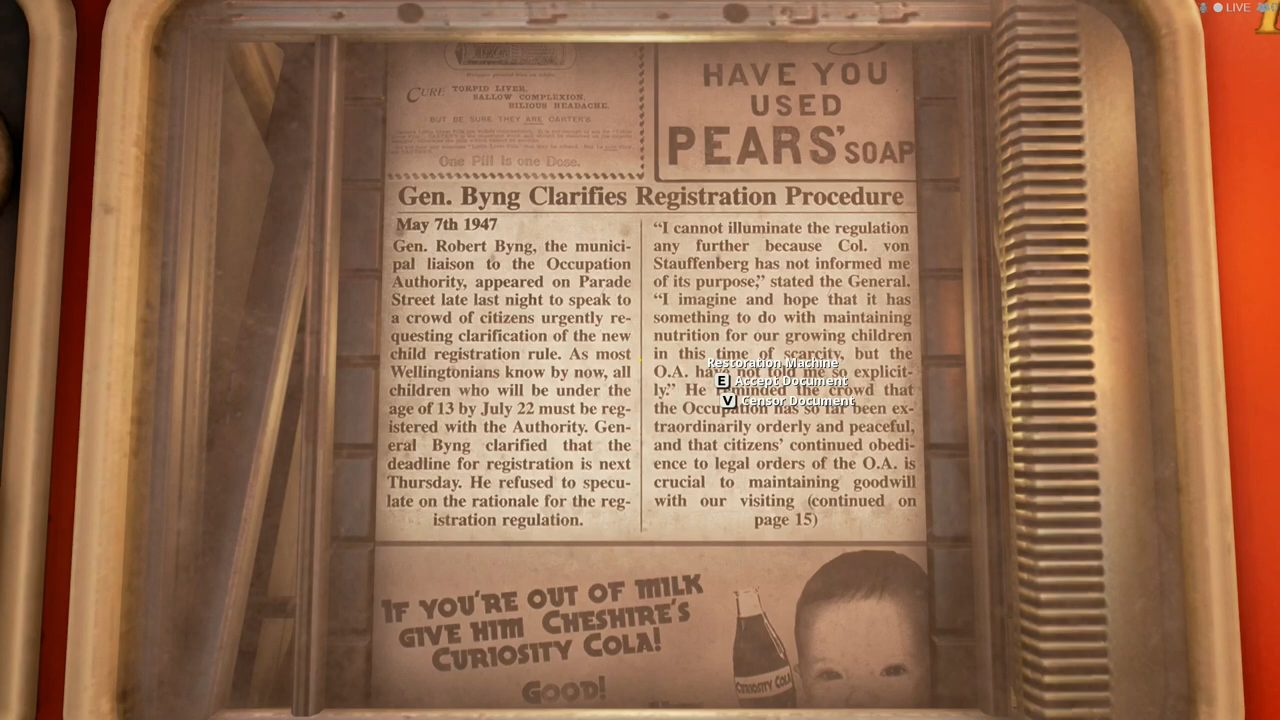 LIVE
CURE TORPID LIVER,
SALLOW COMPLEXION,
BILIOUS HEADACHE.
BUT BE SURE THEY ARE CARTER'S
One Pill is one Dose.
HAVE YOU
USED
PEARS' SOAP
Gen. Byng Clarifies Registration Procedure
May 7th 1947
Gen. Robert Byng, the munici-
pal liaison to the Occupation
Authority, appeared on Parade
Street late last night to speak to
a crowd of citizens urgently re-
questing clarification of the new
child registration rule. As most
Wellingtonians know by now, all
children who will be under the
age of 13 by July 22 must be reg-
istered with the Authority. Gen-
eral Byng clarified that the
deadline for registration is next
Thursday. He refused to specu-
late on the rationale for the reg-
istration regulation.
“I cannot illuminate the regulation
any further because Col. von
Stauffenberg has not informed me
of its purpose,” stated the General.
“I imagine and hope that it has
something to do with maintaining
nutrition for our growing children
in this time of scarcity, but the
O.A. have not told me so explicit-
ly.” He reminded the crowd that
the Occupation has so far been ex-
traordinarily orderly and peaceful,
and that citizens’ continued obedi-
ence to legal orders of the O.A. is
crucial to maintaining goodwill
with our visiting (continued on
page 15)
Restoration Machine
E Accept Document
V Censor Document
IF YOU'RE OUT OF MILK
GIVE HIM CHESHIRE'S
CURIOSITY COLA!
GOOD!
CURIOSITY COLA